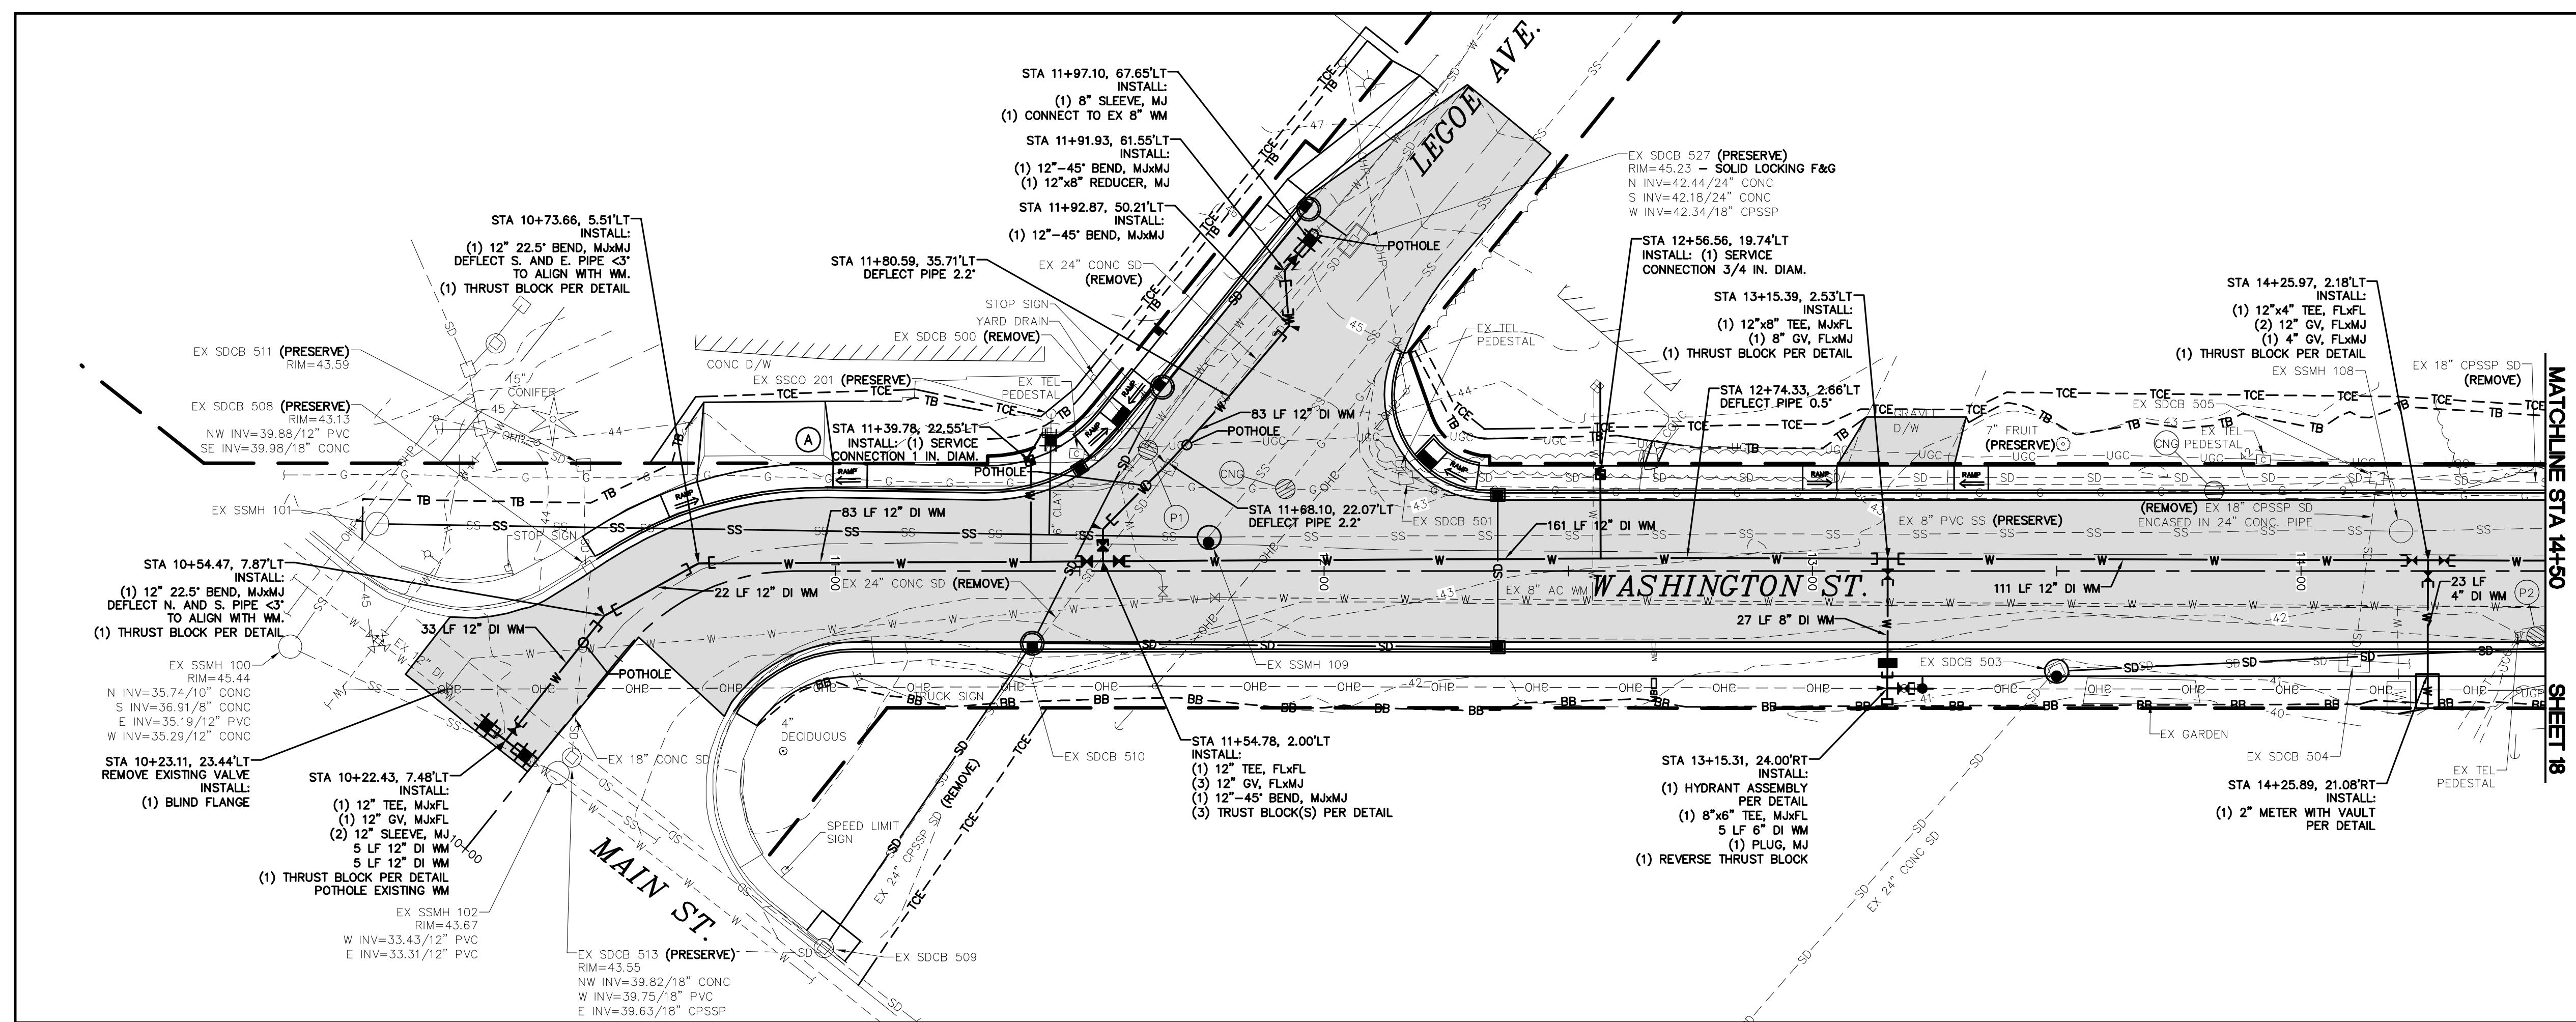 STA 11+97.10, 67.65'LT
INSTALL:
(1) 8" SLEEVE, MJ
(1) CONNECT TO EX 8" WM
STA 11+91.93, 61.55'LT
INSTALL:
(1) 12"-45° BEND, MJxMJ
(1) 12"x8" REDUCER, MJ
STA 11+92.87, 50.21'LT
INSTALL:
(1) 12"-45° BEND, MJxMJ
STA 11+80.59, 35.71'LT
DEFLECT PIPE 2.2°
EX 24" CONC SD
(REMOVE)
STOP SIGN
YARD DRAIN
EX SDCB 500 (REMOVE)
CONC D/W
EX SSCO 201 (PRESERVE)
EX TEL
PEDESTAL
STA 11+39.78, 22.55'LT
INSTALL: (1) SERVICE
CONNECTION 1 IN. DIAM.
POTHOLE
STA 10+73.66, 5.51'LT
INSTALL:
(1) 12" 22.5° BEND, MJxMJ
DEFLECT S. AND E. PIPE <3°
TO ALIGN WITH WM.
(1) THRUST BLOCK PER DETAIL
EX SDCB 511 (PRESERVE)
RIM=43.59
EX SDCB 508 (PRESERVE)
RIM=43.13
NW INV=39.88/12" PVC
SE INV=39.98/18" CONC
15"
CONIFER
A
EX SSMH 101
STOP SIGN
STA 10+54.47, 7.87'LT
INSTALL:
(1) 12" 22.5° BEND, MJxMJ
DEFLECT N. AND S. PIPE <3°
TO ALIGN WITH WM.
(1) THRUST BLOCK PER DETAIL
EX SSMH 100
RIM=45.44
N INV=35.74/10" CONC
S INV=36.91/8" CONC
E INV=35.19/12" PVC
W INV=35.29/12" CONC
STA 10+23.11, 23.44'LT
REMOVE EXISTING VALVE
INSTALL:
(1) BLIND FLANGE
STA 10+22.43, 7.48'LT
INSTALL:
(1) 12" TEE, MJxFL
(1) 12" GV, MJxFL
(2) 12" SLEEVE, MJ
5 LF 12" DI WM
5 LF 12" DI WM
(1) THRUST BLOCK PER DETAIL
POTHOLE EXISTING WM
10+00
EX SSMH 102
RIM=43.67
W INV=33.43/12" PVC
E INV=33.31/12" PVC
EX SDCB 513 (PRESERVE)
RIM=43.55
NW INV=39.82/18" CONC
W INV=39.75/18" PVC
E INV=39.63/18" CPSSP
EX 12" DI
33 LF 12" DI WM
22 LF 12" DI WM
83 LF 12" DI WM
POTHOLE
EX 18" CONC SD
MAIN ST.
4"
DECIDUOUS
TRUCK SIGN
SPEED LIMIT
SIGN
EX SDCB 509
EX 24" CPSSP SD (REMOVE)
EX SDCB 510
EX 24" CONC SD (REMOVE)
11+00
6" CLAY
LEGOE AVE.
POTHOLE
83 LF 12" DI WM
POTHOLE
CNG
P1
STA 11+68.10, 22.07'LT
DEFLECT PIPE 2.2°
EX SSMH 109
STA 11+54.78, 2.00'LT
INSTALL:
(1) 12" TEE, FLxFL
(3) 12" GV, FLxMJ
(1) 12"-45° BEND, MJxMJ
(3) TRUST BLOCK(S) PER DETAIL
EX SDCB 527 (PRESERVE)
RIM=45.23 - SOLID LOCKING F&G
N INV=42.44/24" CONC
S INV=42.18/24" CONC
W INV=42.34/18" CPSSP
EX TEL
PEDESTAL
EX SDCB 501
STA 12+56.56, 19.74'LT
INSTALL: (1) SERVICE
CONNECTION 3/4 IN. DIAM.
STA 13+15.39, 2.53'LT
INSTALL:
(1) 12"x8" TEE, MJxFL
(1) 8" GV, FLxMJ
(1) THRUST BLOCK PER DETAIL
STA 12+74.33, 2.66'LT
DEFLECT PIPE 0.5°
GRAVEL
D/W
7" FRUIT
(PRESERVE)
CNG
EX TEL
PEDESTAL
EX SDCB 505
STA 14+25.97, 2.18'LT
INSTALL:
(1) 12"x4" TEE, FLxFL
(2) 12" GV, FLxMJ
(1) 4" GV, FLxMJ
(1) THRUST BLOCK PER DETAIL
EX SSMH 108
EX 18" CPSSP SD
(REMOVE)
(REMOVE) EX 18" CPSSP SD
ENCASED IN 24" CONC. PIPE
EX 8" PVC SS (PRESERVE)
161 LF 12" DI WM
EX 8" AC WM
WASHINGTON ST.
13+00
14+00
111 LF 12" DI WM
27 LF 8" DI WM
23 LF
4" DI WM
P2
EX SDCB 503
EX GARDEN
EX SDCB 504
EX TEL
PEDESTAL
STA 13+15.31, 24.00'RT
INSTALL:
(1) HYDRANT ASSEMBLY
PER DETAIL
(1) 8"x6" TEE, MJxFL
5 LF 6" DI WM
(1) PLUG, MJ
(1) REVERSE THRUST BLOCK
EX 24" CONC SD
STA 14+25.89, 21.08'RT
INSTALL:
(1) 2" METER WITH VAULT
PER DETAIL
MATCHLINE STA 14+50
SHEET 18